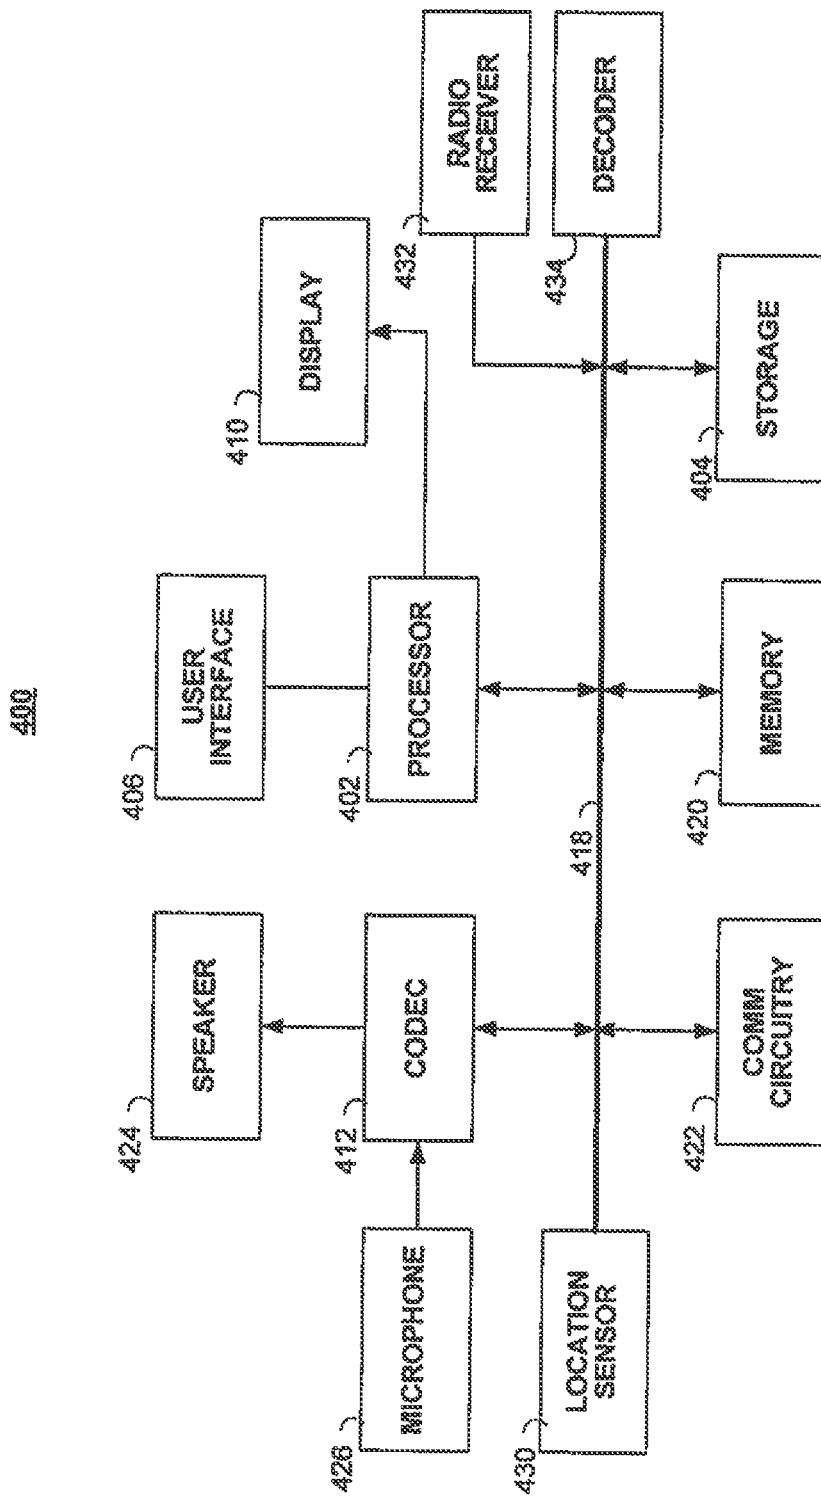 400
424
SPEAKER
406
USER
INTERFACE
410
DISPLAY
426
MICROPHONE
412
CODEC
402
PROCESSOR
432
RADIO
RECEIVER
430
LOCATION
SENSOR
418
434
DECODER
422
COMM
CIRCUITRY
420
MEMORY
404
STORAGE